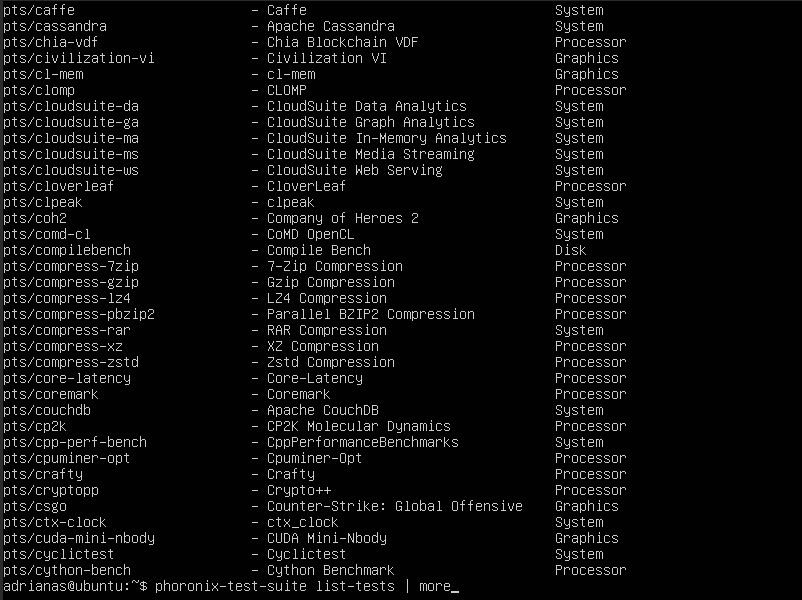 pts/caffe - Caffe System
pts/cassandra - Apache Cassandra System
pts/chia-vdf - Chia Blockchain VDF Processor
pts/civilization-vi - Civilization VI Graphics
pts/cl-mem - cl-mem Graphics
pts/clomp - CLOMP Processor
pts/cloudsuite-da - CloudSuite Data Analytics System
pts/cloudsuite-ga - CloudSuite Graph Analytics System
pts/cloudsuite-ma - CloudSuite In-Memory Analytics System
pts/cloudsuite-ms - CloudSuite Media Streaming System
pts/cloudsuite-ws - CloudSuite Web Serving System
pts/cloverleaf - CloverLeaf Processor
pts/clpeak - clpeak System
pts/coh2 - Company of Heroes 2 Graphics
pts/comd-cl - CoMD OpenCL System
pts/compilebench - Compile Bench Disk
pts/compress-7zip - 7-Zip Compression Processor
pts/compress-gzip - Gzip Compression Processor
pts/compress-lz4 - LZ4 Compression Processor
pts/compress-pbzip2 - Parallel BZIP2 Compression Processor
pts/compress-rar - RAR Compression System
pts/compress-xz - XZ Compression Processor
pts/compress-zstd - Zstd Compression Processor
pts/core-latency - Core-Latency Processor
pts/coremark - Coremark Processor
pts/couchdb - Apache CouchDB System
pts/cp2k - CP2K Molecular Dynamics Processor
pts/cpp-perf-bench - CppPerformanceBenchmarks System
pts/cpuminer-opt - Cpuminer-Opt Processor
pts/crafty - Crafty Processor
pts/cryptopp - Crypto++ Processor
pts/csgo - Counter-Strike: Global Offensive Graphics
pts/ctx-clock - ctx_clock System
pts/cuda-mini-nbody - CUDA Mini-Nbody Graphics
pts/cyclictest - Cyclictest System
pts/cython-bench - Cython Benchmark Processor
adrianas@ubuntu:~$ phoronix-test-suite list-tests | more_